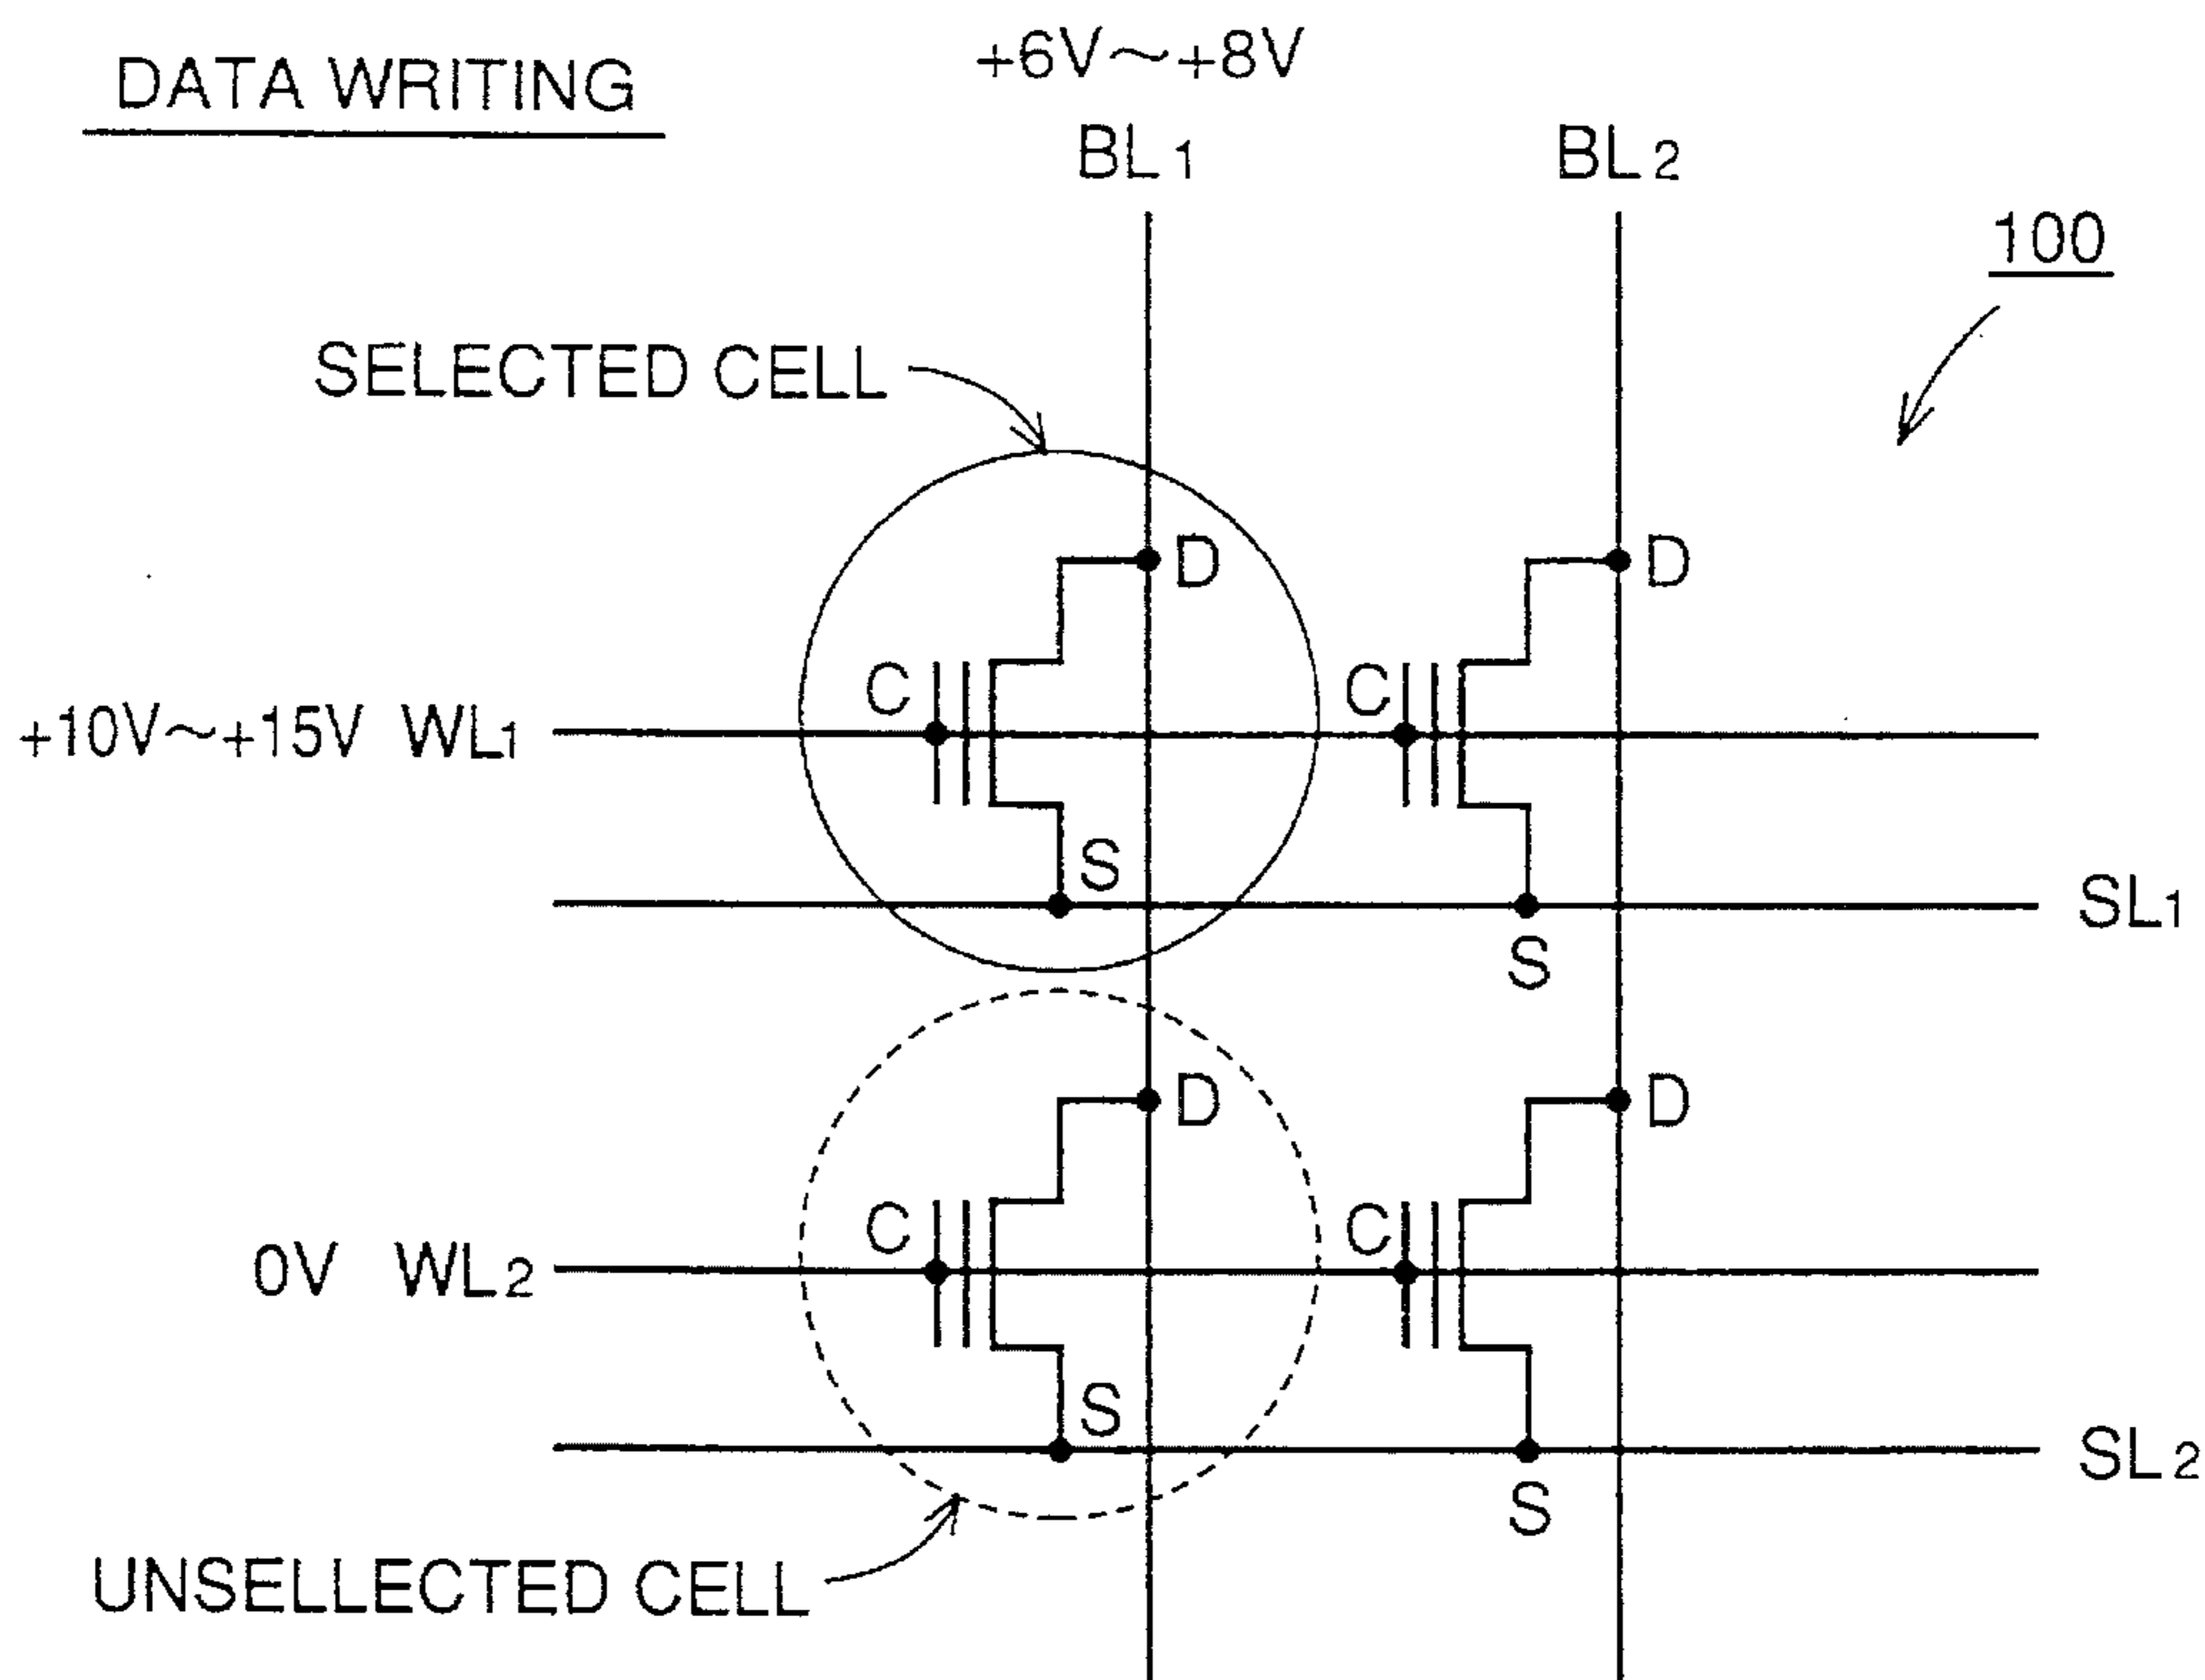 DATA WRITING
+6V～+8V
BL1 BL2
100
SELECTED CELL
D D
C C
+10V～+15V WL1
S
SL1
S
D D
C C
0V WL2
S
SL2
S
UNSELLECTED CELL